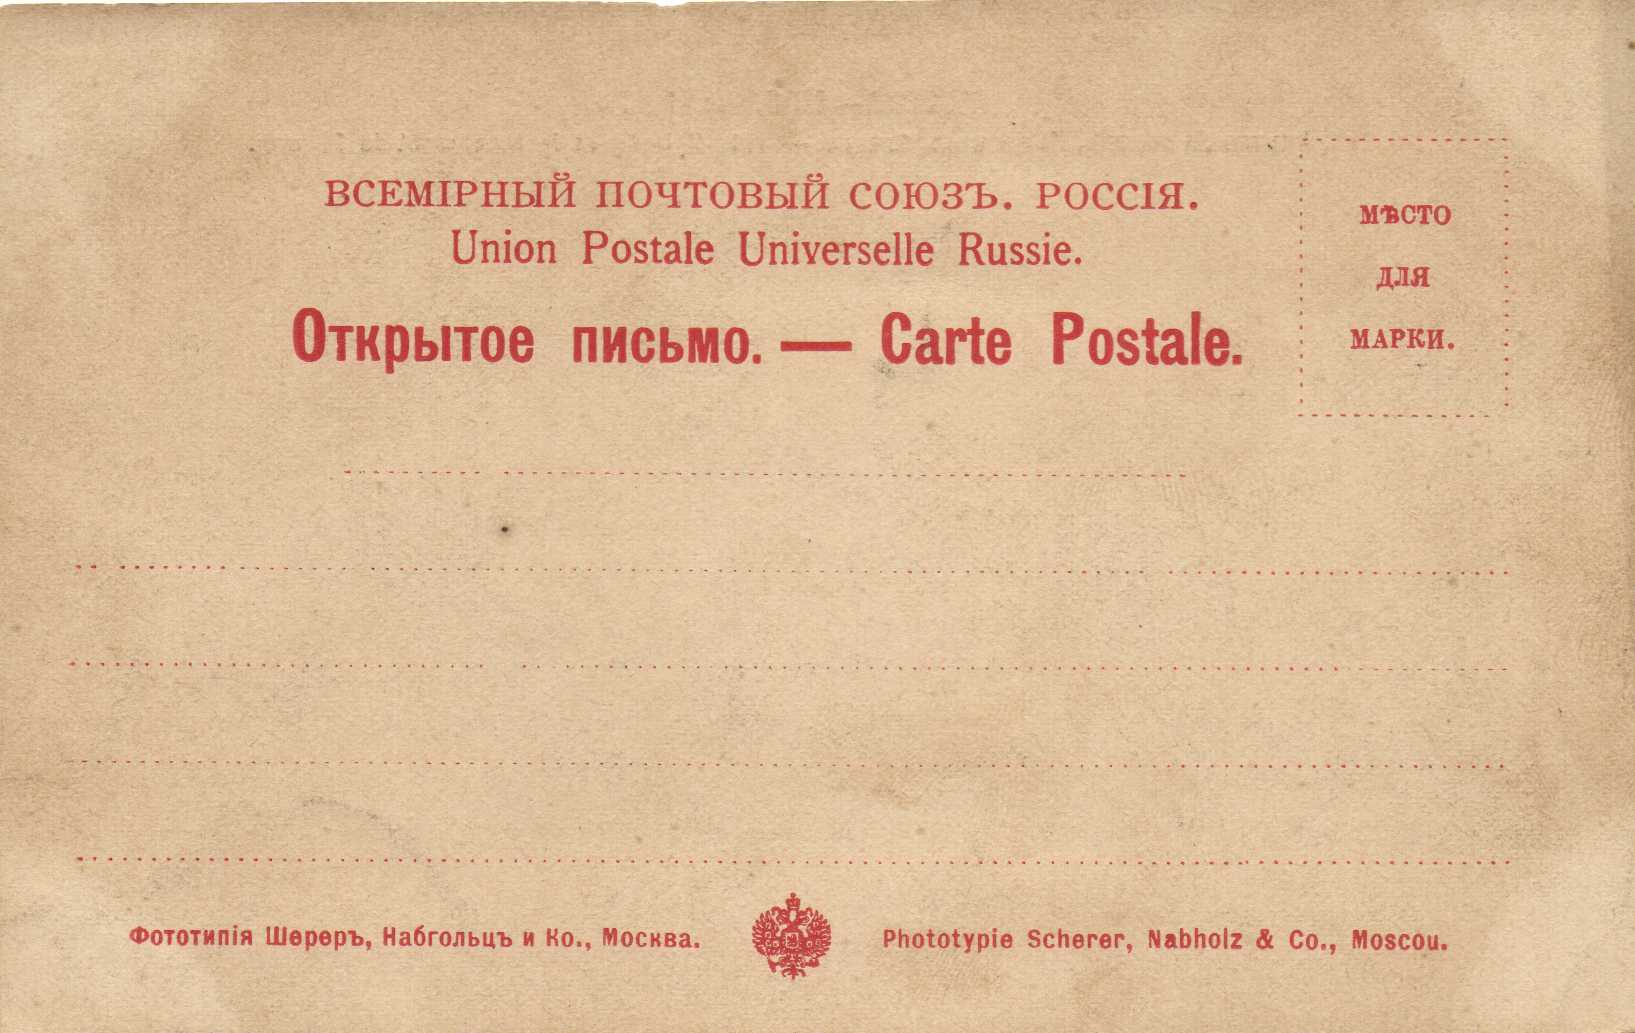 ВСЕМІРНЫЙ ПОЧТОВЫЙ СОЮЗЪ. РОССІЯ.
Union Postale Universelle Russie.
Открытое письмо. — Carte Postale.
МѢСТО
ДЛЯ
МАРКИ.
Фототипія Шереръ, Набгольцъ и Ко., Москва.
Phototypie Scherer, Nabholz & Co., Moscou.